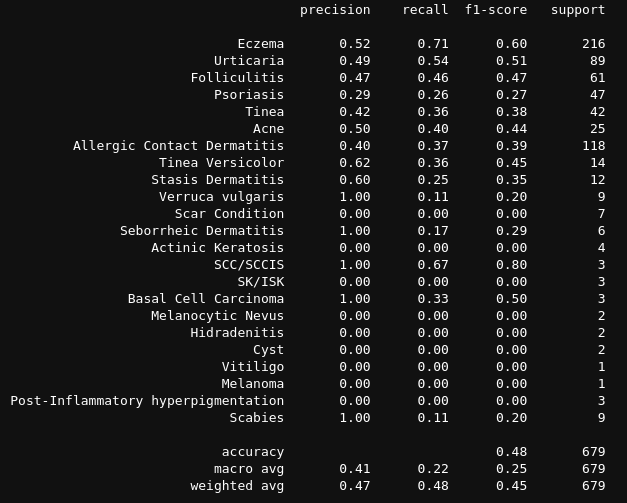 precision recall f1-score support
Eczema 0.52 0.71 0.60 216
Urticaria 0.49 0.54 0.51 89
Folliculitis 0.47 0.46 0.47 61
Psoriasis 0.29 0.26 0.27 47
Tinea 0.42 0.36 0.38 42
Acne 0.50 0.40 0.44 25
Allergic Contact Dermatitis 0.40 0.37 0.39 118
Tinea Versicolor 0.62 0.36 0.45 14
Stasis Dermatitis 0.60 0.25 0.35 12
Verruca vulgaris 1.00 0.11 0.20 9
Scar Condition 0.00 0.00 0.00 7
Seborrheic Dermatitis 1.00 0.17 0.29 6
Actinic Keratosis 0.00 0.00 0.00 4
SCC/SCCIS 1.00 0.67 0.80 3
SK/ISK 0.00 0.00 0.00 3
Basal Cell Carcinoma 1.00 0.33 0.50 3
Melanocytic Nevus 0.00 0.00 0.00 2
Hidradenitis 0.00 0.00 0.00 2
Cyst 0.00 0.00 0.00 2
Vitiligo 0.00 0.00 0.00 1
Melanoma 0.00 0.00 0.00 1
Post-Inflammatory hyperpigmentation 0.00 0.00 0.00 3
Scabies 1.00 0.11 0.20 9
accuracy 0.48 679
macro avg 0.41 0.22 0.25 679
weighted avg 0.47 0.48 0.45 679